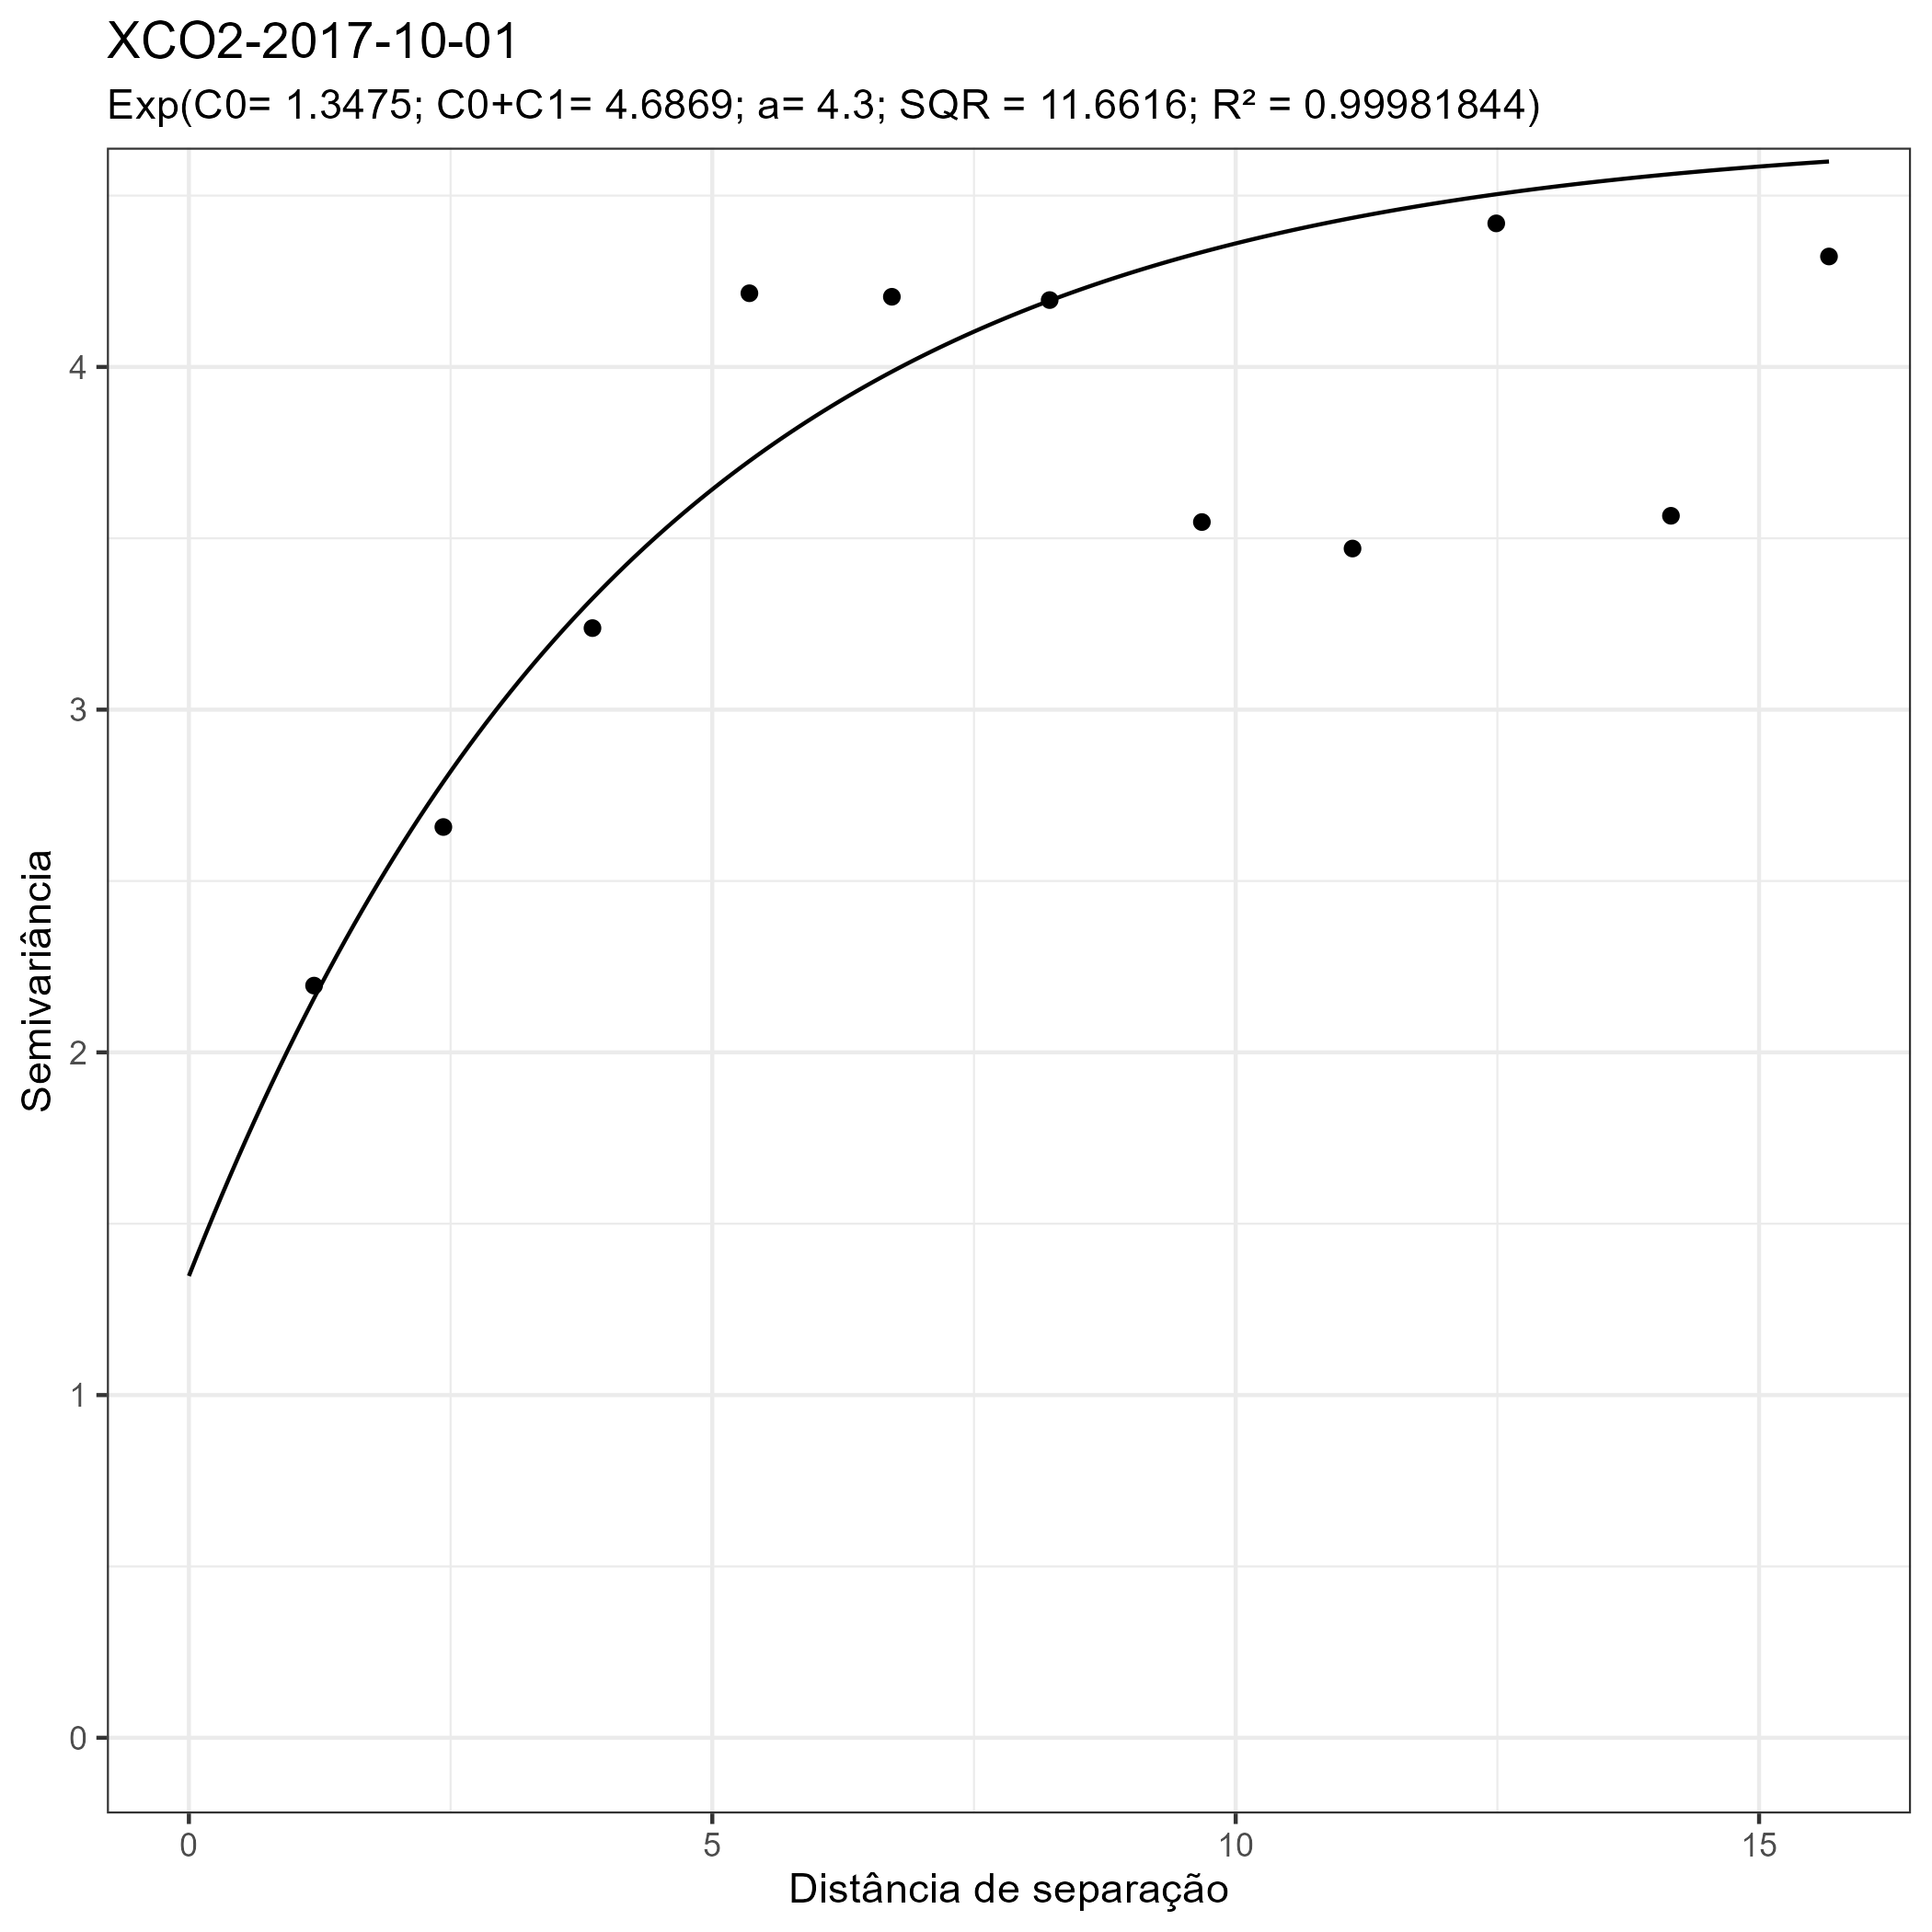 XCO2-2017-10-01
Exp(C0= 1.3475; C0+C1= 4.6869; a= 4.3; SQR = 11.6616; R² = 0.99981844)
Semivariância
4
3
2
1
0
0 5 10 15
Distância de separação